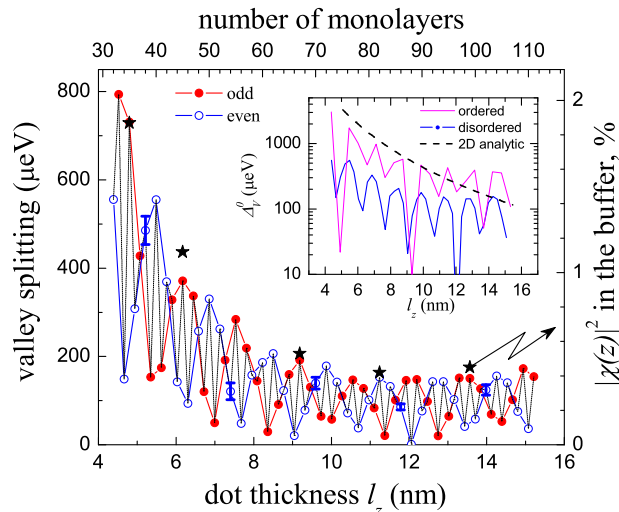 number of monolayers
30 40 50 60 70 80 90 100 110
valley splitting (μeV)
800
600
400
200
0
odd
even
Δ⁰ᵥ (μeV)
1000
100
10
ordered
disordered
2D analytic
4 6 8 10 12 14 16
l_z (nm)
2
1
0
|χ(z)|² in the buffer, %
4 6 8 10 12 14 16
dot thickness l_z (nm)